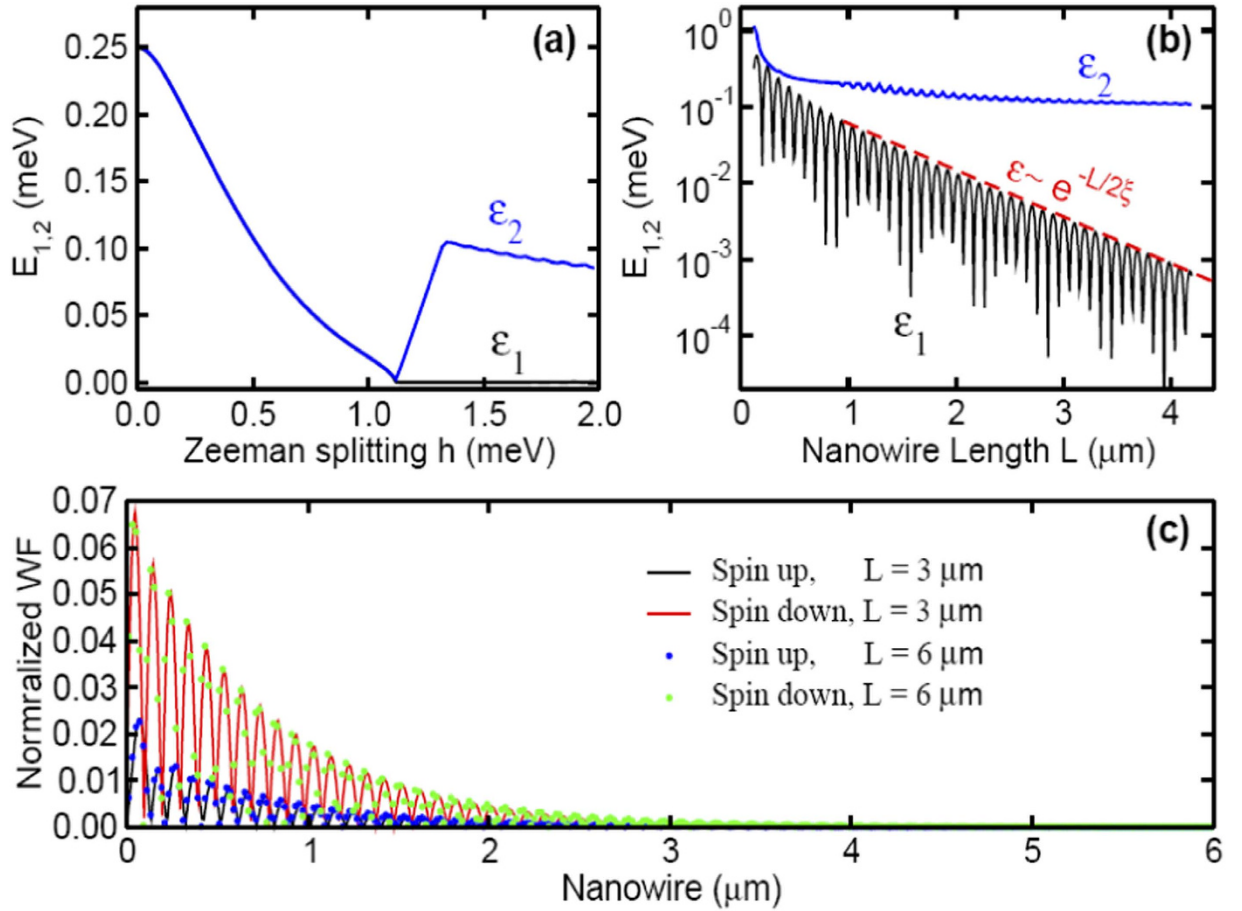 (a)
E1,2 (meV)
0.25
0.20
0.15
0.10
0.05
0.00
ε2
ε1
0.0 0.5 1.0 1.5 2.0
Zeeman splitting h (meV)
(b)
E1,2 (meV)
10^0
10^-1
10^-2
10^-3
10^-4
ε2
ε~ e^-L/2ξ
ε1
0 1 2 3 4
Nanowire Length L (μm)
(c)
Normralized WF
0.07
0.06
0.05
0.04
0.03
0.02
0.01
0.00
Spin up, L = 3 μm
Spin down, L = 3 μm
Spin up, L = 6 μm
Spin down, L = 6 μm
0 1 2 3 4 5 6
Nanowire (μm)